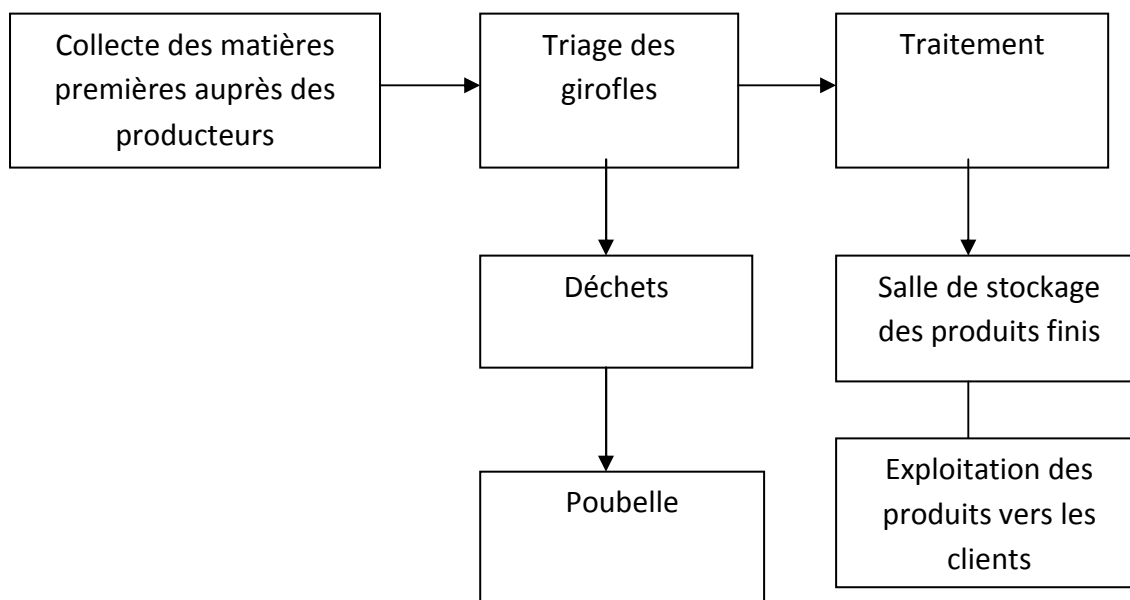 Collecte des matières
premières auprès des
producteurs
Triage des
girofles
Traitement
Déchets
Salle de stockage
des produits finis
Poubelle
Exploitation des
produits vers les
clients